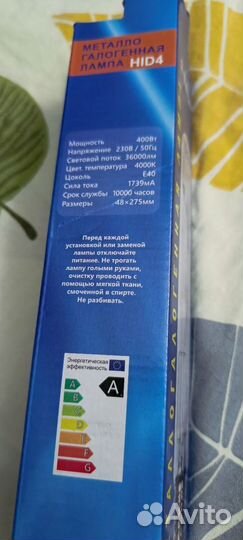 МЕТАЛЛО
ГАЛОГЕННАЯ
ЛАМПА HID4
Мощность 400Вт
Напряжение 230В / 50Гц
Световой поток 36000лм
Цвет. температура 4000К
Цоколь E40
Сила тока 1739мА
Срок службы 10000 часов
Размеры 48×275мм
Перед каждой
установкой или заменой
лампы отключайте
питание. Не трогать
лампу голыми руками,
очистку проводить с
помощью мягкой ткани,
смоченной в спирте.
Не разбивать.
Энергетическая
эффективность
A
A
B
C
D
E
F
G
Avito